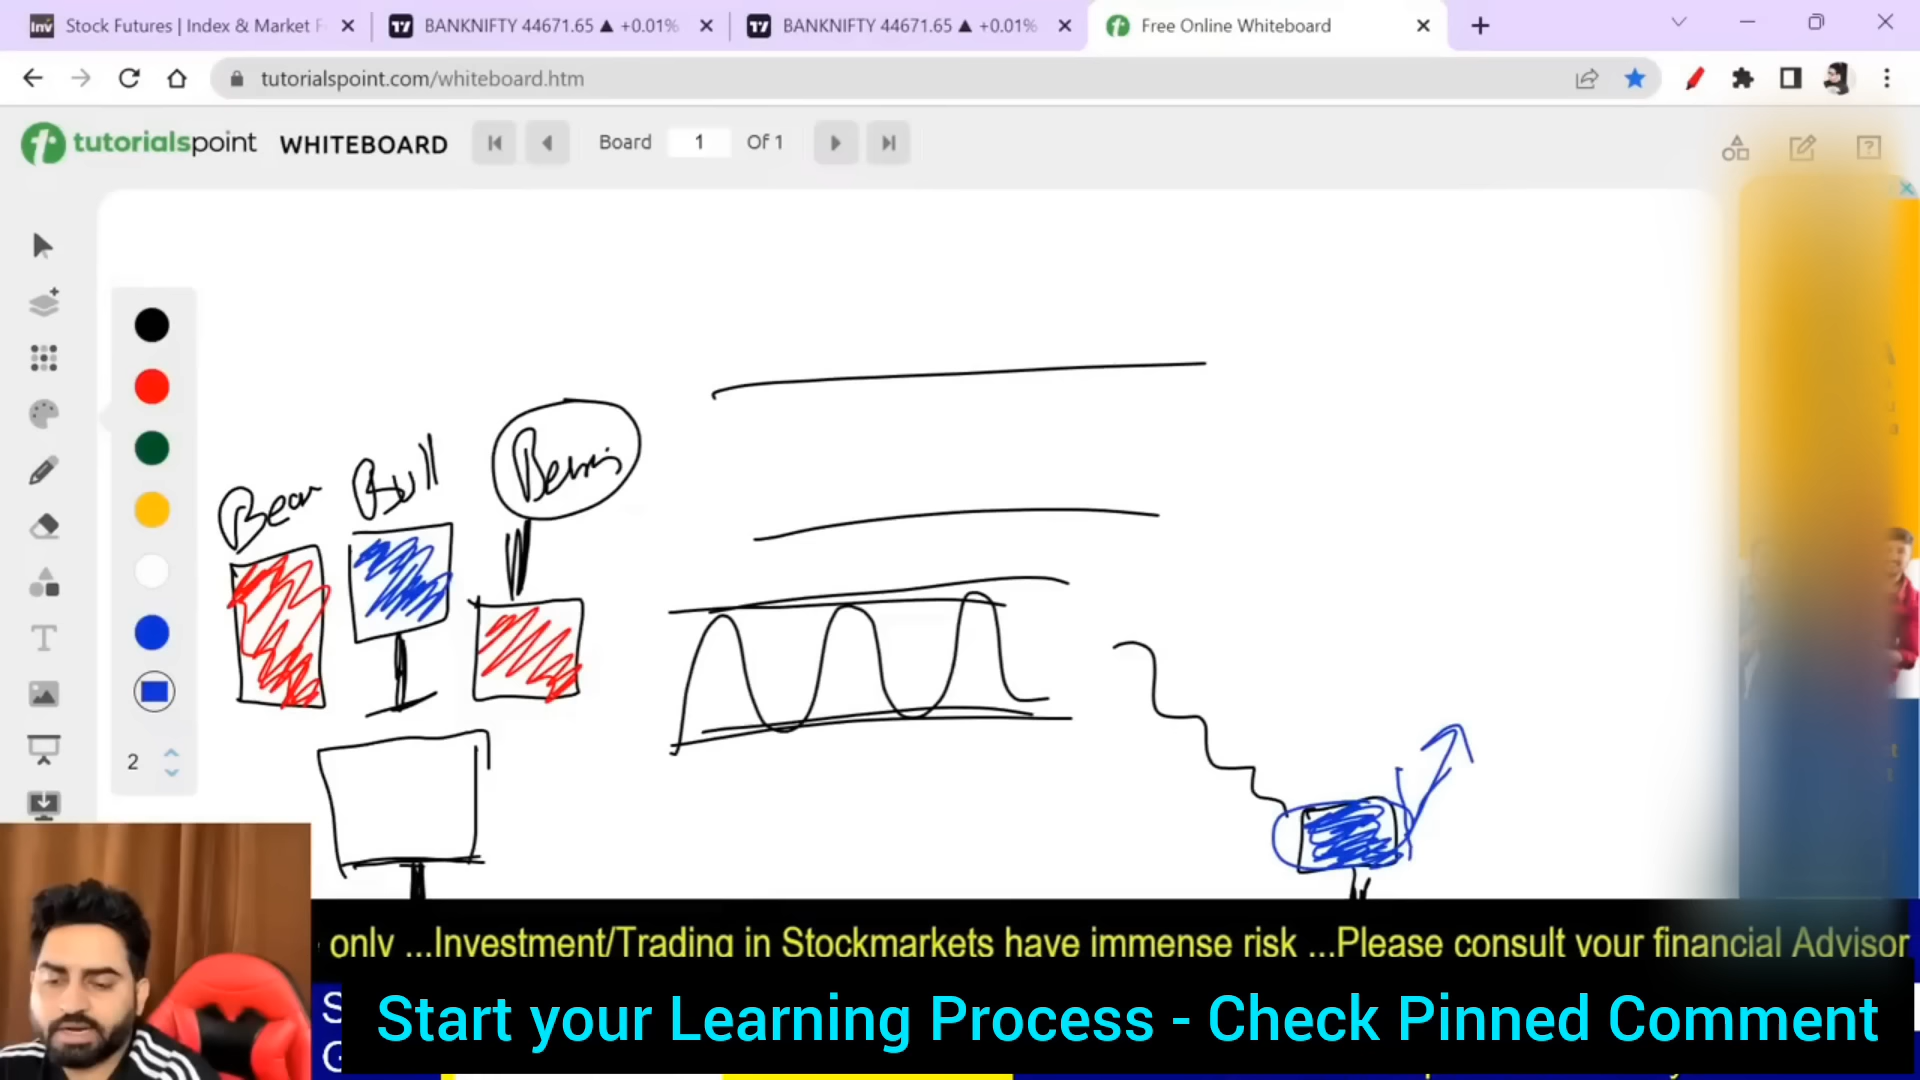 Stock Futures | Index & Market F
BANKNIFTY 44671.65 ▲ +0.01%
BANKNIFTY 44671.65 ▲ +0.01%
Free Online Whiteboard
tutorialspoint.com/whiteboard.htm
tutorialspoint WHITEBOARD Board 1 Of 1
Bear Bull
2
only ...Investment/Trading in Stockmarkets have immense risk ...Please consult your financial Advisor
Start your Learning Process - Check Pinned Comment